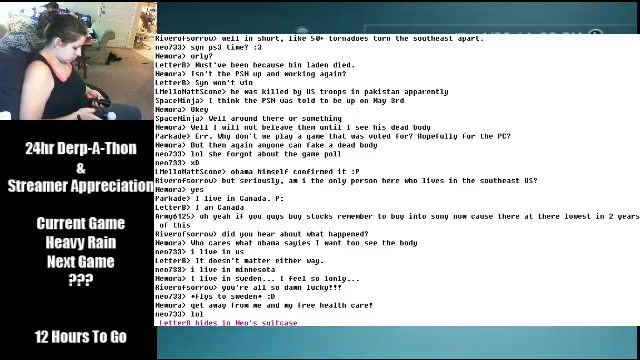 24hr Derp-A-Thon
&
Streamer Appreciation
Current Game
Heavy Rain
Next Game
???
12 Hours To Go
Riverofsorrow> well in short, like 50+ tornadoes turn the southeast apart.
neo733> syn ps3 time? :3
Nemora> orly?
LetterB> Must've been because bin laden died.
Nemora> Isn't the PSN up and working again?
LetterB> Syn won't win
LMelloMattScone> he was killed by US troops in pakistan apparently
SpaceNinja> I think the PSN was told to be up on May 8rd
Nemora> Okey
SpaceNinja> Well around there or something
Nemora> Well I will not beleave them until I see his dead body
Parkade> Err. Why don't we play a game that was voted for? Hopefully for the PC?
Nemora> But then again anyone can fake a dead body
neo733> lol she forgot about the game poll
neo733> xD
LMelloMattScone> obama himself confirmed it :P
Riverofsorrow> but seriously, am i the only person here who lives in the southeast US?
Nemora> yes
Parkade> I live in Canada. P:
LetterB> I am Canada
Army6125> oh yeah if you guys buy stocks remember to buy into sony now cause there at there lowest in 2 years
of this
Riverofsorrow> did you hear about what happened?
Nemora> Who cares what obama sayies I want too see the body
neo733> i live in us
LetterB> It doesn't matter either way.
neo733> i live in minnesota
Nemora> I live in sweden... I feel so lonly...
Riverofsorrow> you're all so damn lucky!!!
neo733> *flys to sweden* :D
Nemora> get away from me and my free health care!
neo733> lol
LetterB hides in Neo's suitcase